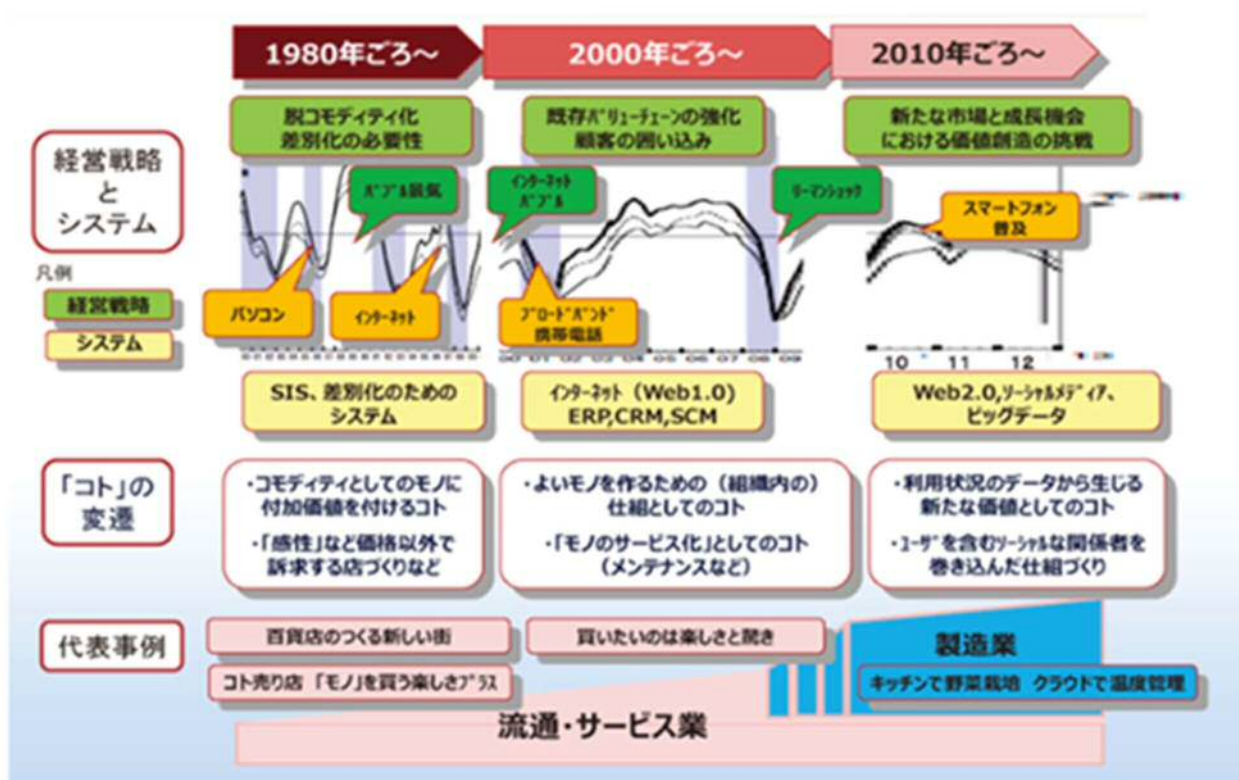 1980年ごろ～
2000年ごろ～
2010年ごろ～
経営戦略
と
システム
脱コモディティ化
差別化の必要性
既存ﾊﾞﾘｭｰﾁｪｰﾝの強化
顧客の囲い込み
新たな市場と成長機会
における価値創造の挑戦
ﾊﾞﾌﾞﾙ景気
ｲﾝﾀｰﾈｯﾄ
ﾊﾞﾌﾞﾙ
ﾘｰﾏﾝｼｮｯｸ
スマートフォン
普及
凡例
経営戦略
システム
パソコン
ｲﾝﾀｰﾈｯﾄ
ﾌﾞﾛｰﾄﾞﾊﾞﾝﾄﾞ
携帯電話
00 01 02 03 04 05 06 07 08 09
10 11 12
SIS、差別化のための
システム
ｲﾝﾀｰﾈｯﾄ（Web1.0）
ERP,CRM,SCM
Web2.0,ｿｰｼｬﾙﾒﾃﾞｨｱ、
ビッグデータ
「コト」の
変遷
・コモディティとしてのモノに
付加価値を付けるコト
・「感性」など価格以外で
訴求する店づくりなど
・よいモノを作るための（組織内の）
仕組としてのコト
・「モノのサービス化」としてのコト
（メンテナンスなど）
・利用状況のデータから生じる
新たな価値としてのコト
・ﾕｰｻﾞを含むｿｰｼｬﾙな関係者を
巻き込んだ仕組づくり
代表事例
百貨店のつくる新しい街
買いたいのは楽しさと驚き
製造業
コト売り店 「モノ」を買う楽しさﾌﾟﾗｽ
キッチンで野菜栽培 クラウドで温度管理
流通・サービス業